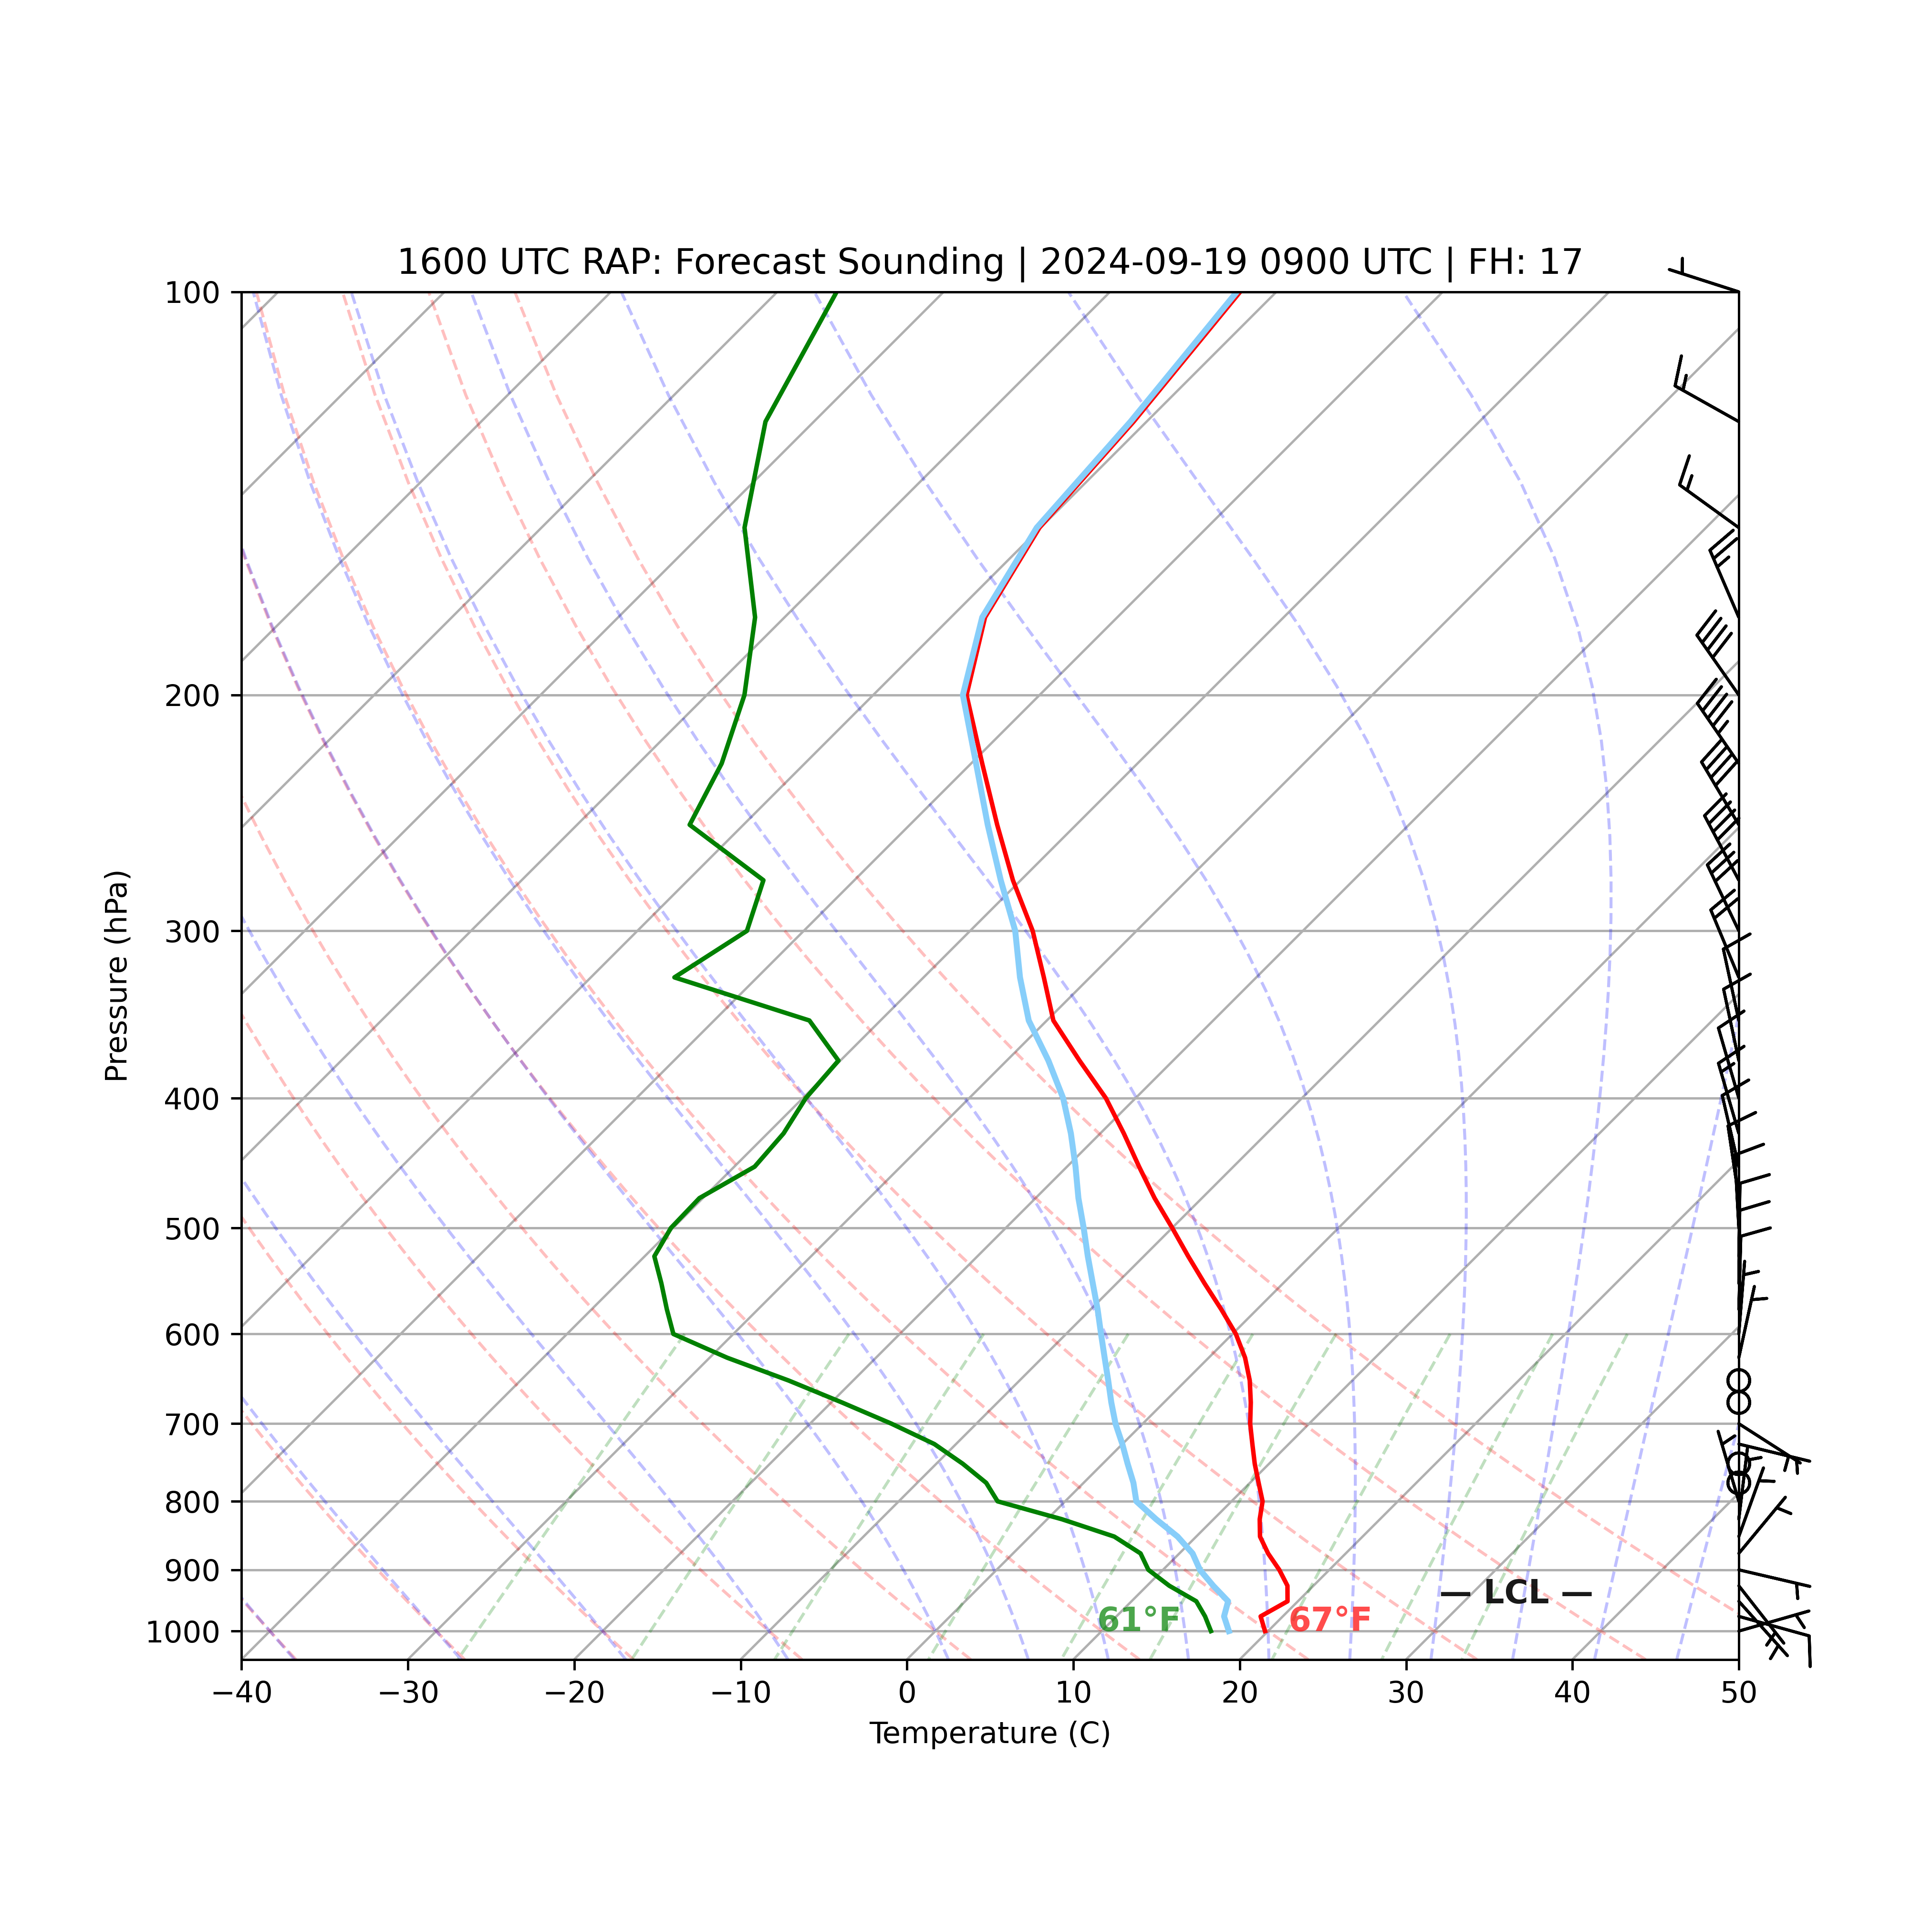 1600 UTC RAP: Forecast Sounding | 2024-09-19 0900 UTC | FH: 17
100
200
300
400
500
600
700
800
900
1000
Pressure (hPa)
— LCL —
61°F
67°F
−40 −30 −20 −10 0 10 20 30 40 50
Temperature (C)